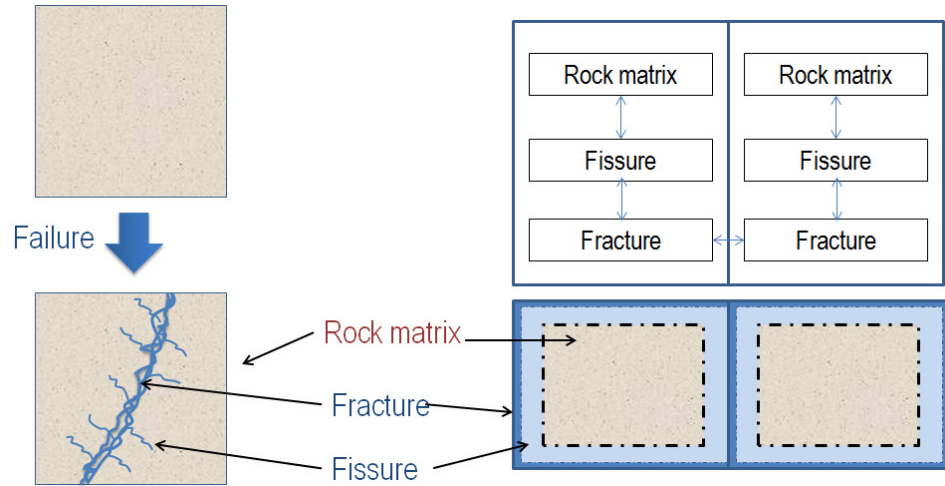 Rock matrix
Rock matrix
Fissure
Fissure
Fracture
Fracture
Failure
Rock matrix
Fracture
Fissure